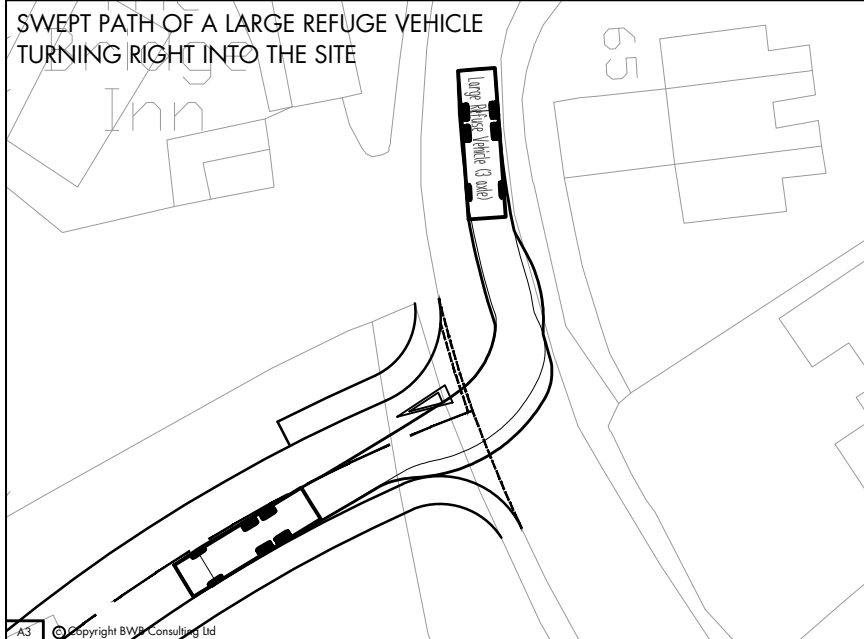 SWEPT PATH OF A LARGE REFUGE VEHICLE
TURNING RIGHT INTO THE SITE
Bridge
Inn
65
Large Refuse Vehicle (3 axle)
A3 © Copyright BWB Consulting Ltd